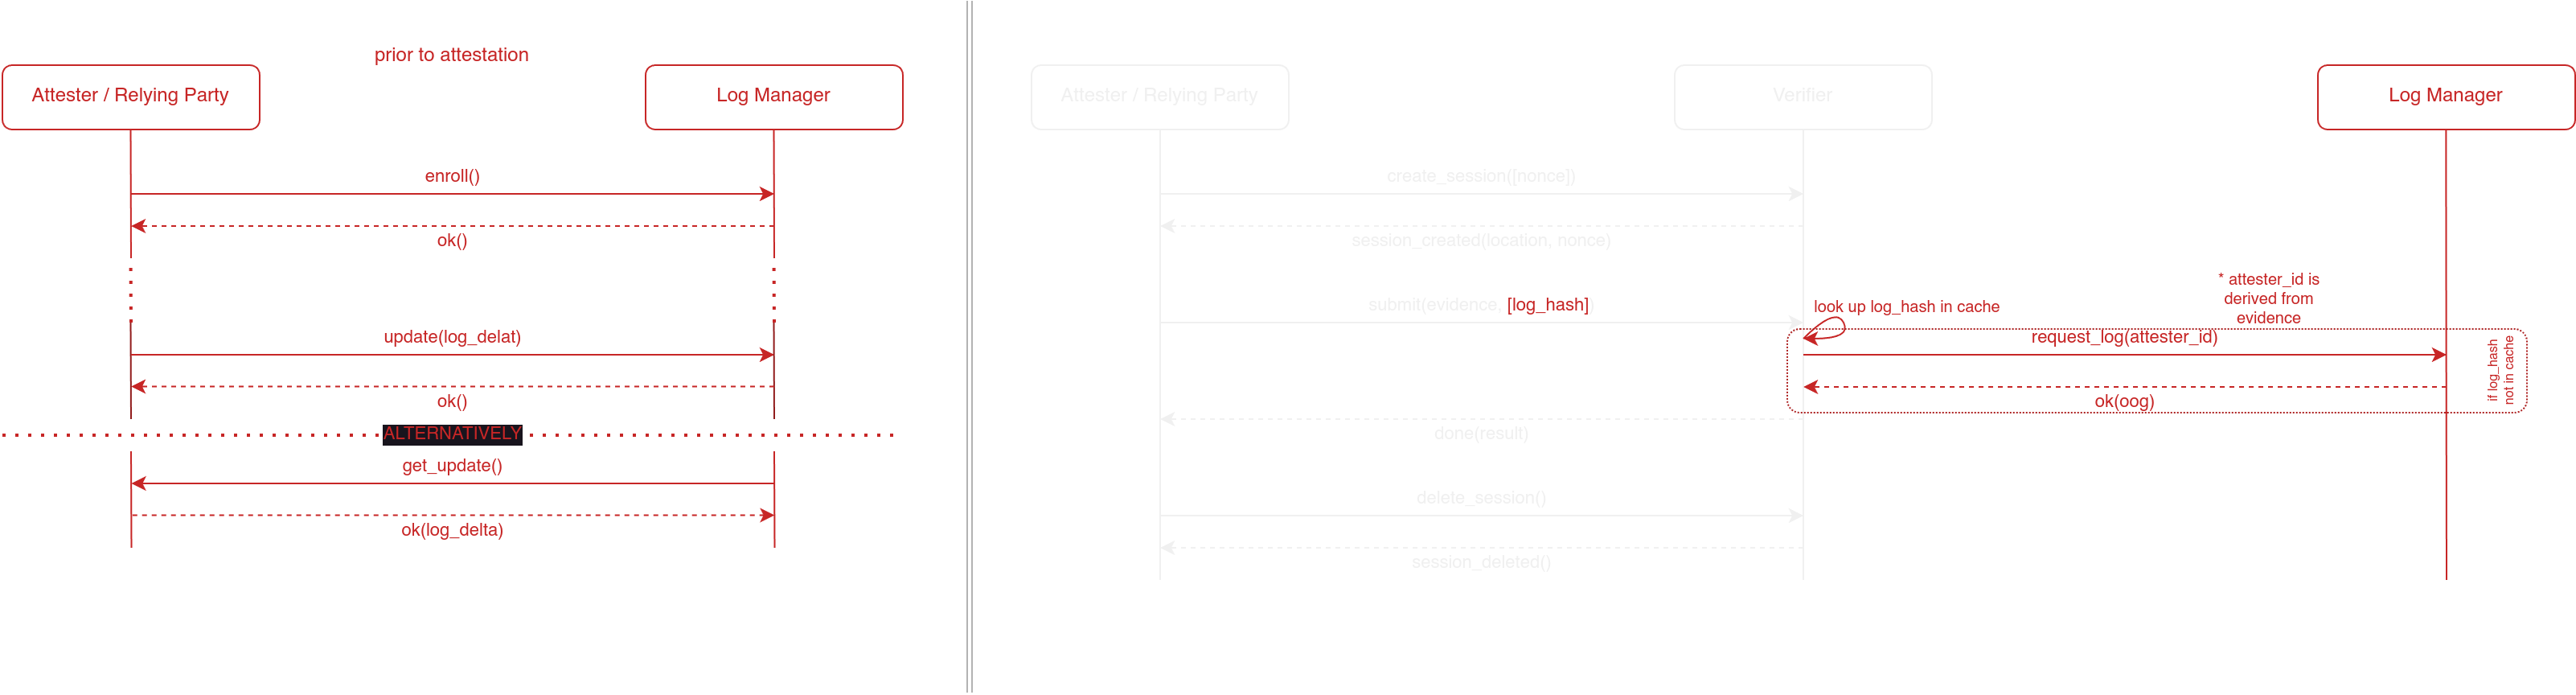 prior to attestation
Attester / Relying Party
Log Manager
enroll()
ok()
update(log_delat)
ok()
ALTERNATIVELY
get_update()
ok(log_delta)
Attester / Relying Party
Verifier
Log Manager
create_session([nonce])
session_created(location, nonce)
submit(evidence, [log_hash])
look up log_hash in cache
* attester_id is
derived from
evidence
request_log(attester_id)
ok(oog)
if log_hash
not in cache
done(result)
delete_session()
session_deleted()